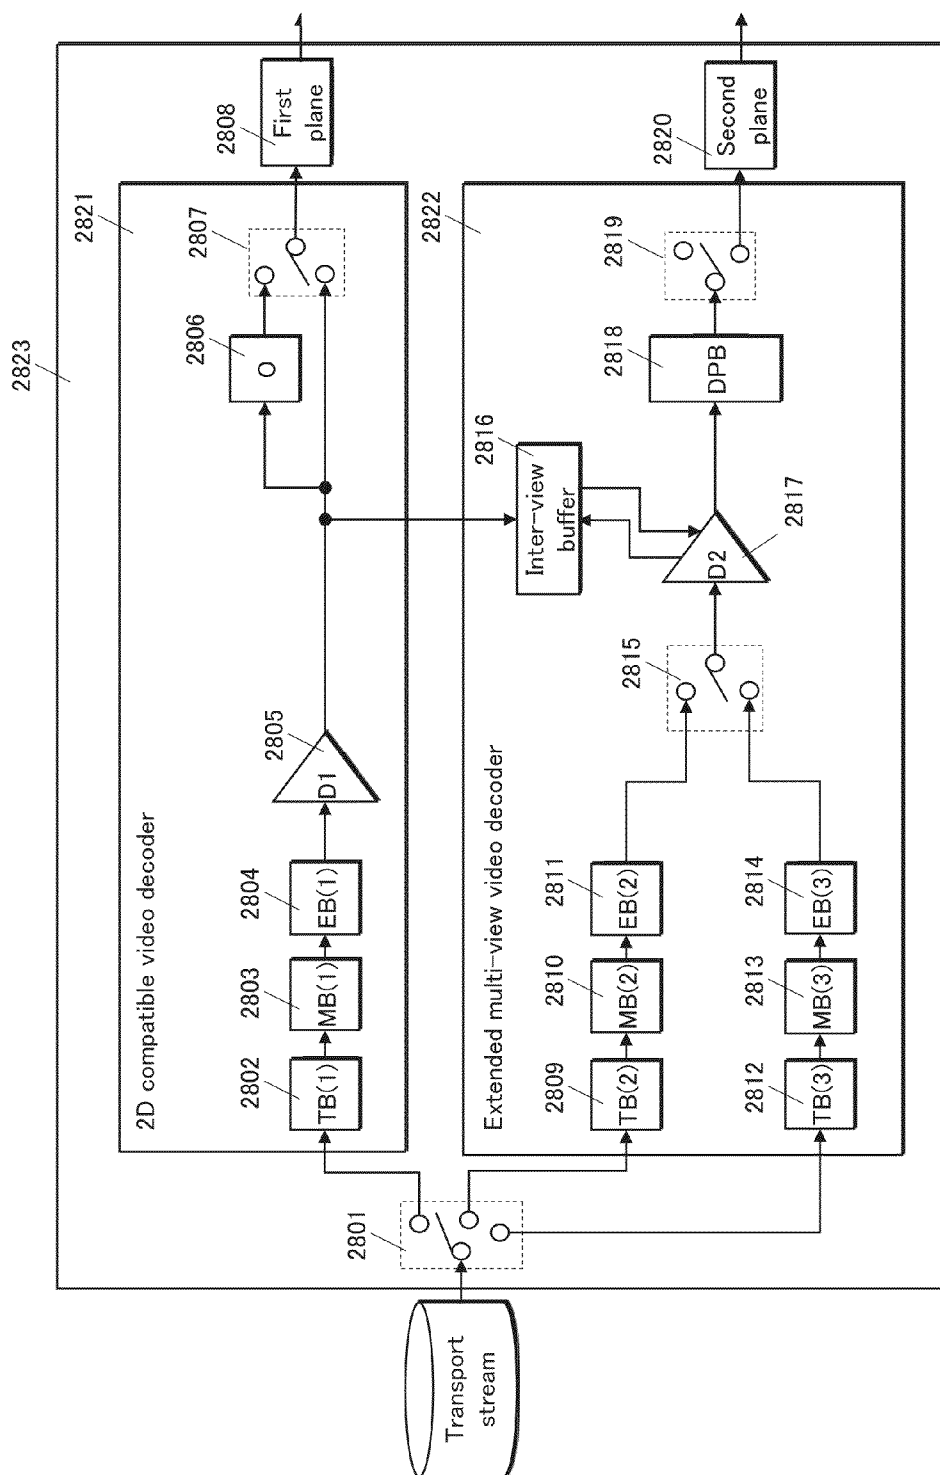 2823
2821
2D compatible video decoder
2802
TB(1)
2803
MB(1)
2804
EB(1)
2805
D1
2806
O
2807
2808
First
plane
2801
Transport
stream
2822
Extended multi-view video decoder
2809
TB(2)
2810
MB(2)
2811
EB(2)
2812
TB(3)
2813
MB(3)
2814
EB(3)
2815
2816
Inter-view
buffer
D2
2817
2818
DPB
2819
2820
Second
plane